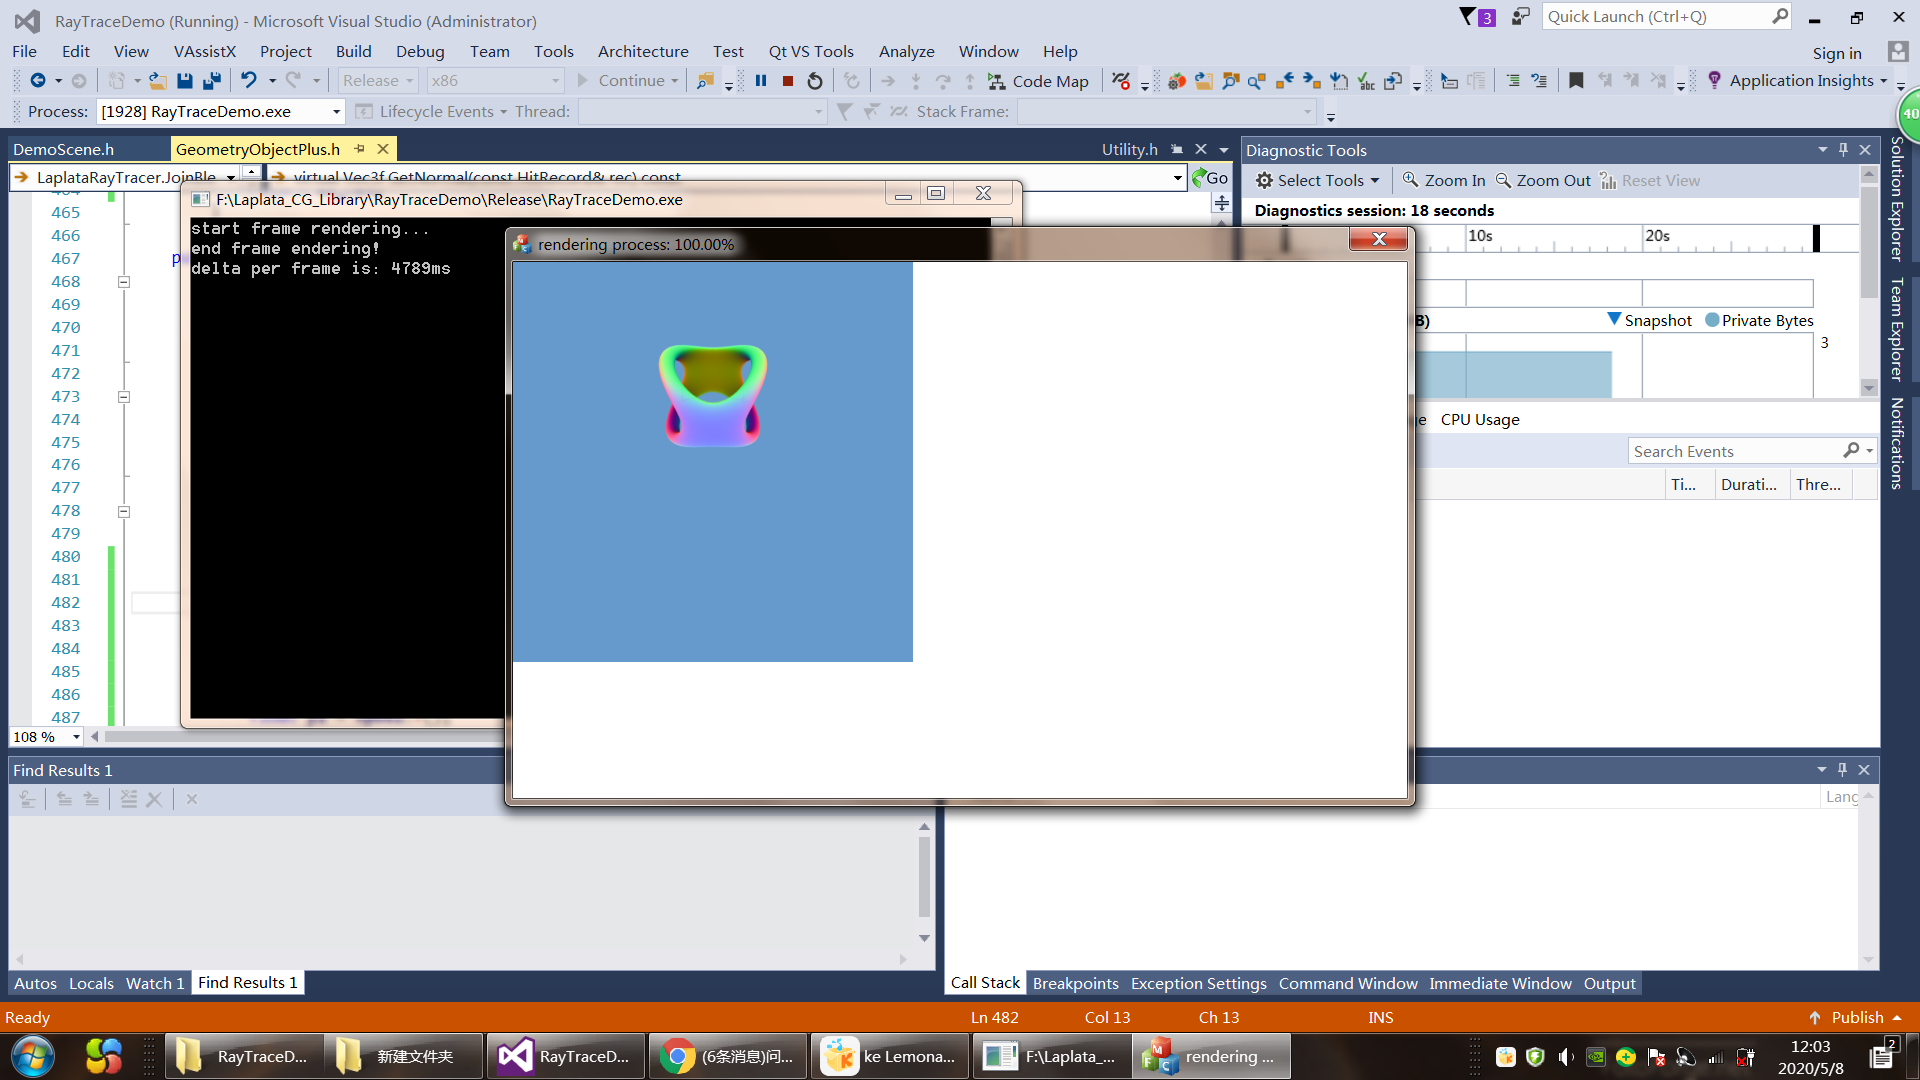 RayTraceDemo (Running) - Microsoft Visual Studio (Administrator)
3
Quick Launch (Ctrl+Q)
File Edit View VAssistX Project Build Debug Team Tools Architecture Test Qt VS Tools Analyze Window Help
Sign in
Release x86 Continue Code Map Application Insights
Process: [1928] RayTraceDemo.exe Lifecycle Events Thread: Stack Frame:
40
DemoScene.h GeometryObjectPlus.h Utility.h
LaplataRayTracer.JoinBle virtual Vec3f GetNormal(const HitRecord& rec) const Go
F:\Laplata_CG_Library\RayTraceDemo\Release\RayTraceDemo.exe
start frame rendering...
end frame endering!
delta per frame is: 4789ms
rendering process: 100.00%
465
466
467
468
469
470
471
472
473
474
475
476
477
478
479
480
481
482
483
484
485
486
487
108 %
Diagnostic Tools
Select Tools Zoom In Zoom Out Reset View
Diagnostics session: 18 seconds
10s 20s
B) Snapshot Private Bytes
3
e CPU Usage
Search Events
Ti... Durati... Thre...
Solution Explorer
Team Explorer
Notifications
Find Results 1
Lang
Autos Locals Watch 1 Find Results 1
Call Stack Breakpoints Exception Settings Command Window Immediate Window Output
Ready Ln 482 Col 13 Ch 13 INS Publish
RayTraceD... 新建文件夹 RayTraceD... (6条消息)问... ke Lemona... F:\Laplata_... rendering ...
12:03
2020/5/8
2